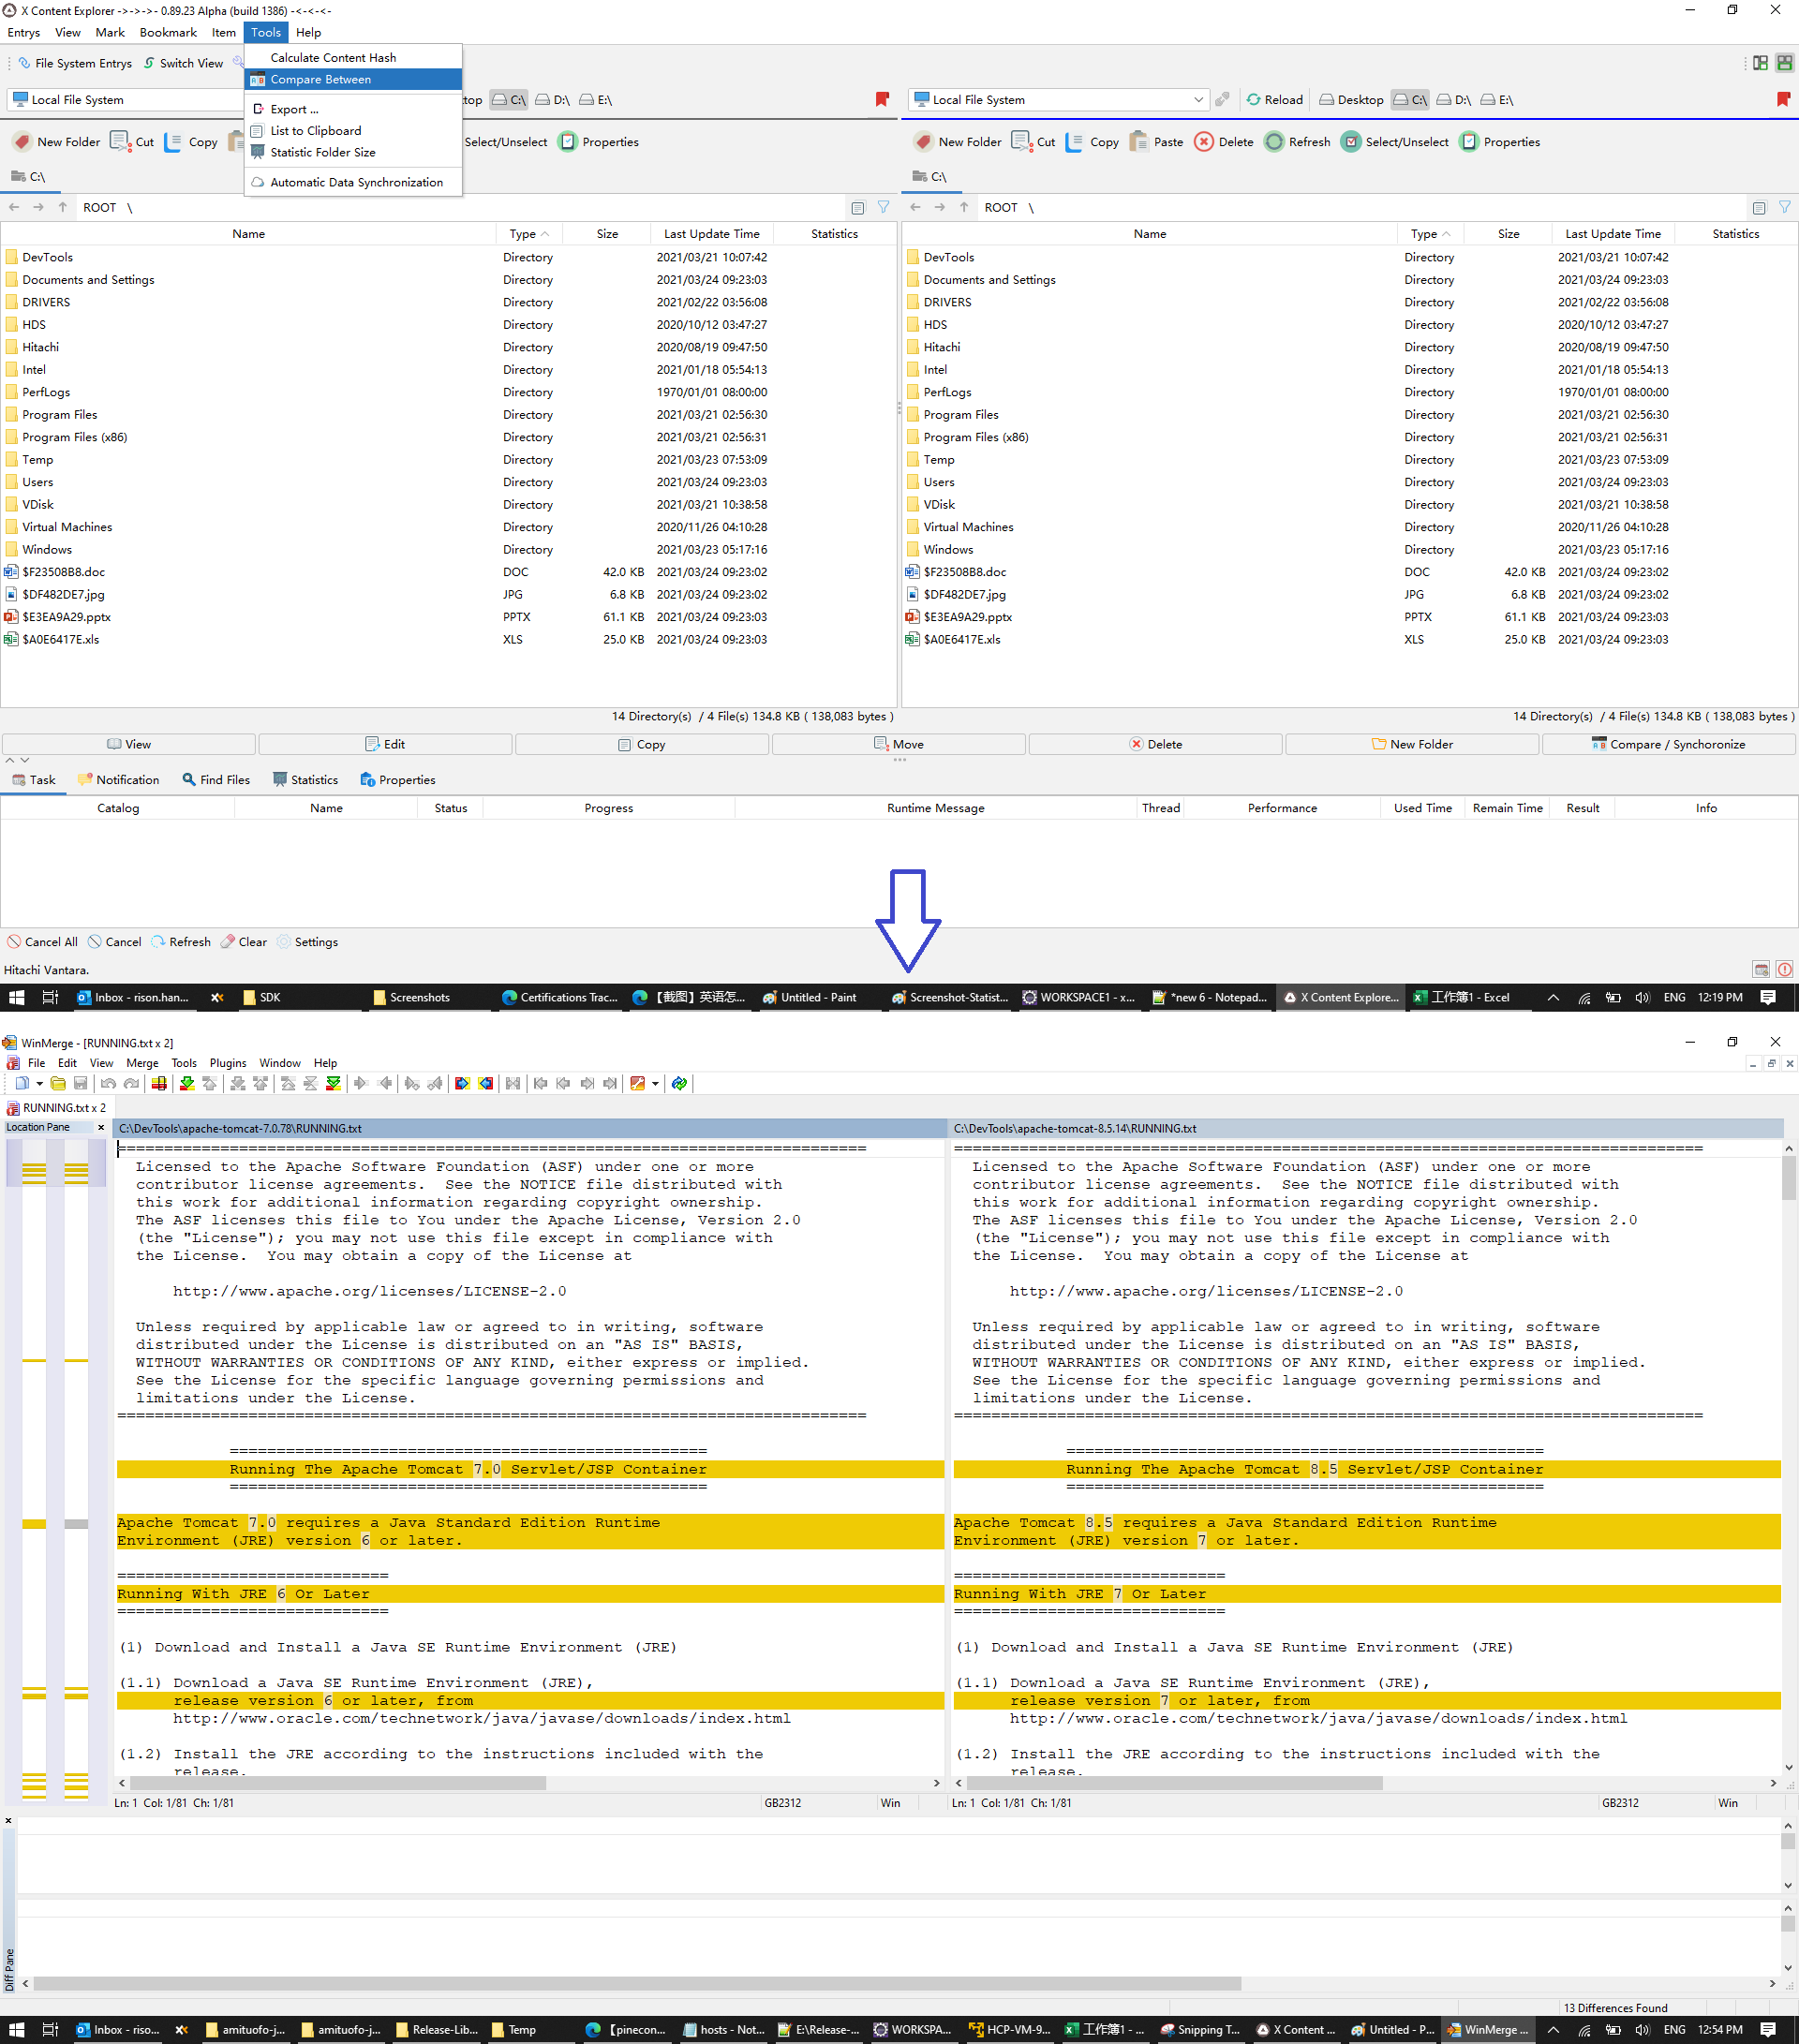 X Content Explorer ->->->- 0.89.23 Alpha (build 1386) -<-<-<-
Entrys View Mark Bookmark Item Tools Help
File System Entrys Switch View
Calculate Content Hash
Compare Between
Export ...
List to Clipboard
Statistic Folder Size
Automatic Data Synchronization
Local File System top C:\ D:\ E:\
Local File System Reload Desktop C:\ D:\ E:\
New Folder Cut Copy Select/Unselect Properties
New Folder Cut Copy Paste Delete Refresh Select/Unselect Properties
C:\
C:\
ROOT \
ROOT \
Name Type Size Last Update Time Statistics
DevTools Directory 2021/03/21 10:07:42
Documents and Settings Directory 2021/03/24 09:23:03
DRIVERS Directory 2021/02/22 03:56:08
HDS Directory 2020/10/12 03:47:27
Hitachi Directory 2020/08/19 09:47:50
Intel Directory 2021/01/18 05:54:13
PerfLogs Directory 1970/01/01 08:00:00
Program Files Directory 2021/03/21 02:56:30
Program Files (x86) Directory 2021/03/21 02:56:31
Temp Directory 2021/03/23 07:53:09
Users Directory 2021/03/24 09:23:03
VDisk Directory 2021/03/21 10:38:58
Virtual Machines Directory 2020/11/26 04:10:28
Windows Directory 2021/03/23 05:17:16
$F23508B8.doc DOC 42.0 KB 2021/03/24 09:23:02
$DF482DE7.jpg JPG 6.8 KB 2021/03/24 09:23:02
$E3EA9A29.pptx PPTX 61.1 KB 2021/03/24 09:23:03
$A0E6417E.xls XLS 25.0 KB 2021/03/24 09:23:03
14 Directory(s) / 4 File(s) 134.8 KB ( 138,083 bytes )
Name Type Size Last Update Time Statistics
DevTools Directory 2021/03/21 10:07:42
Documents and Settings Directory 2021/03/24 09:23:03
DRIVERS Directory 2021/02/22 03:56:08
HDS Directory 2020/10/12 03:47:27
Hitachi Directory 2020/08/19 09:47:50
Intel Directory 2021/01/18 05:54:13
PerfLogs Directory 1970/01/01 08:00:00
Program Files Directory 2021/03/21 02:56:30
Program Files (x86) Directory 2021/03/21 02:56:31
Temp Directory 2021/03/23 07:53:09
Users Directory 2021/03/24 09:23:03
VDisk Directory 2021/03/21 10:38:58
Virtual Machines Directory 2020/11/26 04:10:28
Windows Directory 2021/03/23 05:17:16
$F23508B8.doc DOC 42.0 KB 2021/03/24 09:23:02
$DF482DE7.jpg JPG 6.8 KB 2021/03/24 09:23:02
$E3EA9A29.pptx PPTX 61.1 KB 2021/03/24 09:23:03
$A0E6417E.xls XLS 25.0 KB 2021/03/24 09:23:03
14 Directory(s) / 4 File(s) 134.8 KB ( 138,083 bytes )
View Edit Copy Move Delete New Folder Compare / Synchoronize
Task Notification Find Files Statistics Properties
Catalog Name Status Progress Runtime Message Thread Performance Used Time Remain Time Result Info
Cancel All Cancel Refresh Clear Settings
Hitachi Vantara.
Inbox - rison.han... SDK Screenshots Certifications Trac... 【截图】英语怎... Untitled - Paint Screenshot-Statist... WORKSPACE1 - x... *new 6 - Notepad... X Content Explore... 工作簿1 - Excel ENG 12:19 PM
WinMerge - [RUNNING.txt x 2]
File Edit View Merge Tools Plugins Window Help
RUNNING.txt x 2
Location Pane x
C:\DevTools\apache-tomcat-7.0.78\RUNNING.txt
================================================================================
Licensed to the Apache Software Foundation (ASF) under one or more
contributor license agreements. See the NOTICE file distributed with
this work for additional information regarding copyright ownership.
The ASF licenses this file to You under the Apache License, Version 2.0
(the "License"); you may not use this file except in compliance with
the License. You may obtain a copy of the License at
http://www.apache.org/licenses/LICENSE-2.0
Unless required by applicable law or agreed to in writing, software
distributed under the License is distributed on an "AS IS" BASIS,
WITHOUT WARRANTIES OR CONDITIONS OF ANY KIND, either express or implied.
See the License for the specific language governing permissions and
limitations under the License.
================================================================================
===================================================
Running The Apache Tomcat 7.0 Servlet/JSP Container
===================================================
Apache Tomcat 7.0 requires a Java Standard Edition Runtime
Environment (JRE) version 6 or later.
=============================
Running With JRE 6 Or Later
=============================
(1) Download and Install a Java SE Runtime Environment (JRE)
(1.1) Download a Java SE Runtime Environment (JRE),
release version 6 or later, from
http://www.oracle.com/technetwork/java/javase/downloads/index.html
(1.2) Install the JRE according to the instructions included with the
release.
Ln: 1 Col: 1/81 Ch: 1/81 GB2312 Win
C:\DevTools\apache-tomcat-8.5.14\RUNNING.txt
================================================================================
Licensed to the Apache Software Foundation (ASF) under one or more
contributor license agreements. See the NOTICE file distributed with
this work for additional information regarding copyright ownership.
The ASF licenses this file to You under the Apache License, Version 2.0
(the "License"); you may not use this file except in compliance with
the License. You may obtain a copy of the License at
http://www.apache.org/licenses/LICENSE-2.0
Unless required by applicable law or agreed to in writing, software
distributed under the License is distributed on an "AS IS" BASIS,
WITHOUT WARRANTIES OR CONDITIONS OF ANY KIND, either express or implied.
See the License for the specific language governing permissions and
limitations under the License.
================================================================================
===================================================
Running The Apache Tomcat 8.5 Servlet/JSP Container
===================================================
Apache Tomcat 8.5 requires a Java Standard Edition Runtime
Environment (JRE) version 7 or later.
=============================
Running With JRE 7 Or Later
=============================
(1) Download and Install a Java SE Runtime Environment (JRE)
(1.1) Download a Java SE Runtime Environment (JRE),
release version 7 or later, from
http://www.oracle.com/technetwork/java/javase/downloads/index.html
(1.2) Install the JRE according to the instructions included with the
release.
Ln: 1 Col: 1/81 Ch: 1/81 GB2312 Win
Diff Pane
13 Differences Found
Inbox - riso... amituofo-j... amituofo-j... Release-Lib... Temp 【pinecon... hosts - Not... E:\Release-... WORKSPA... HCP-VM-9... 工作簿1 - ... Snipping T... X Content ... Untitled - P... WinMerge ... ENG 12:54 PM